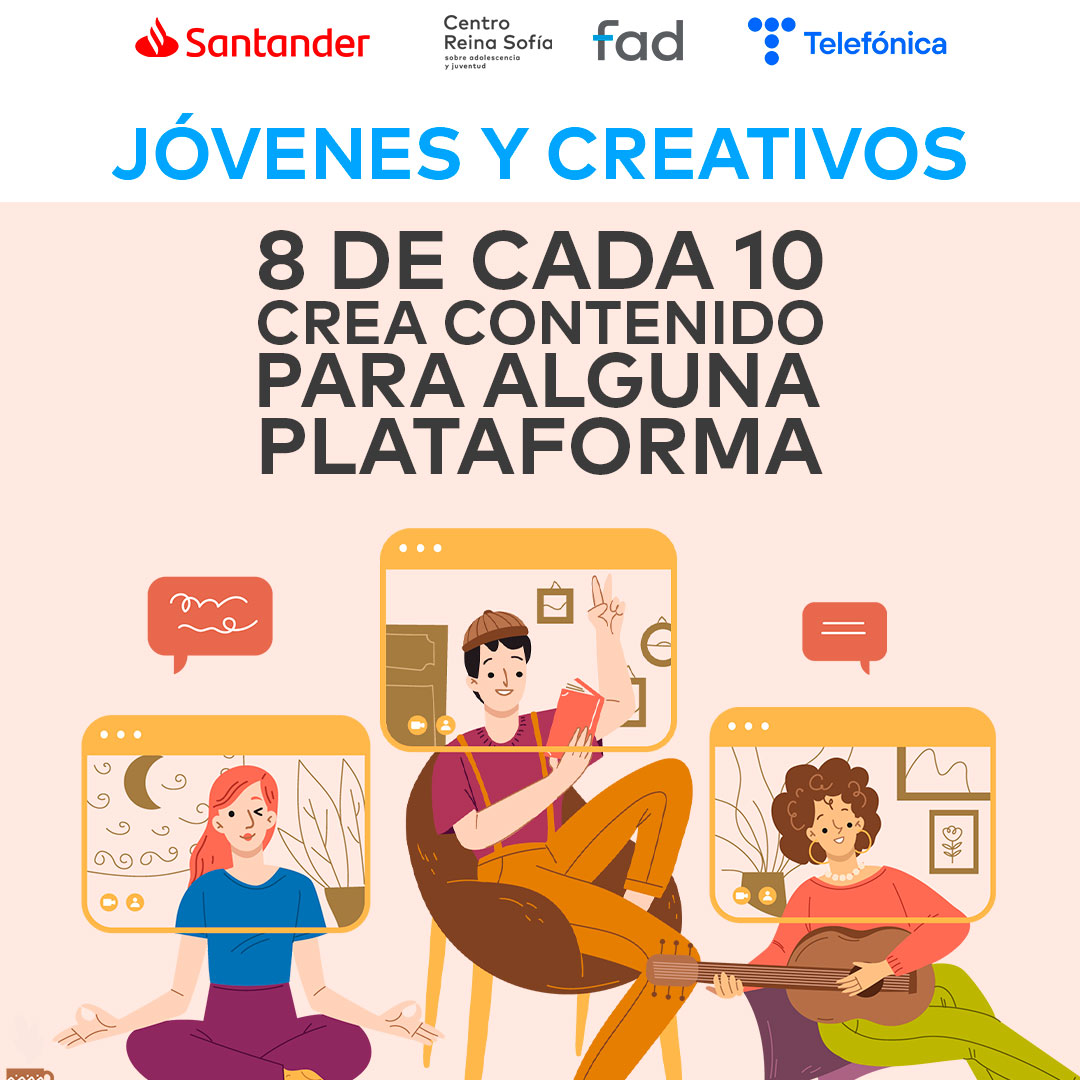 Santander
Centro
Reina Sofía
sobre adolescencia
y juventud
fad
Telefónica
JÓVENES Y CREATIVOS
8 DE CADA 10
CREA CONTENIDO
PARA ALGUNA
PLATAFORMA